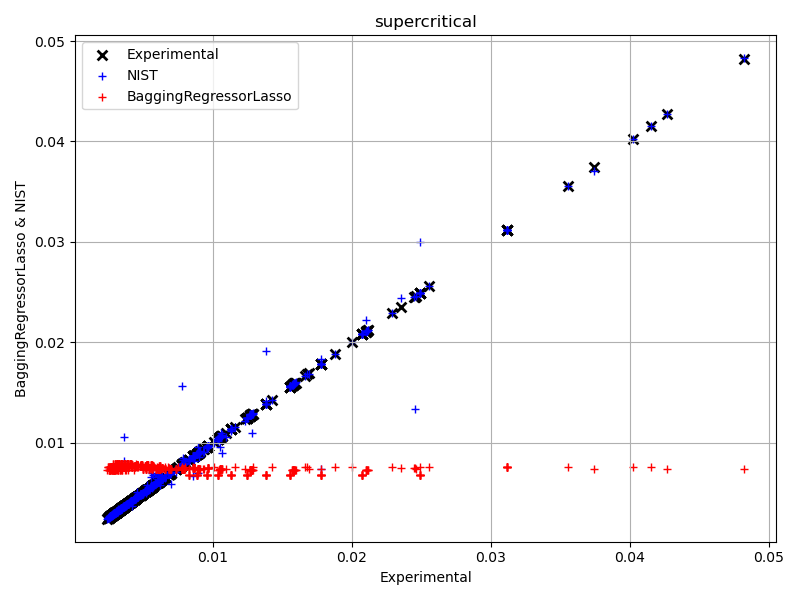 supercritical
0.05
0.04
0.03
0.02
0.01
Experimental
NIST
BaggingRegressorLasso
BaggingRegressorLasso & NIST
0.01
0.02
0.03
0.04
0.05
Experimental